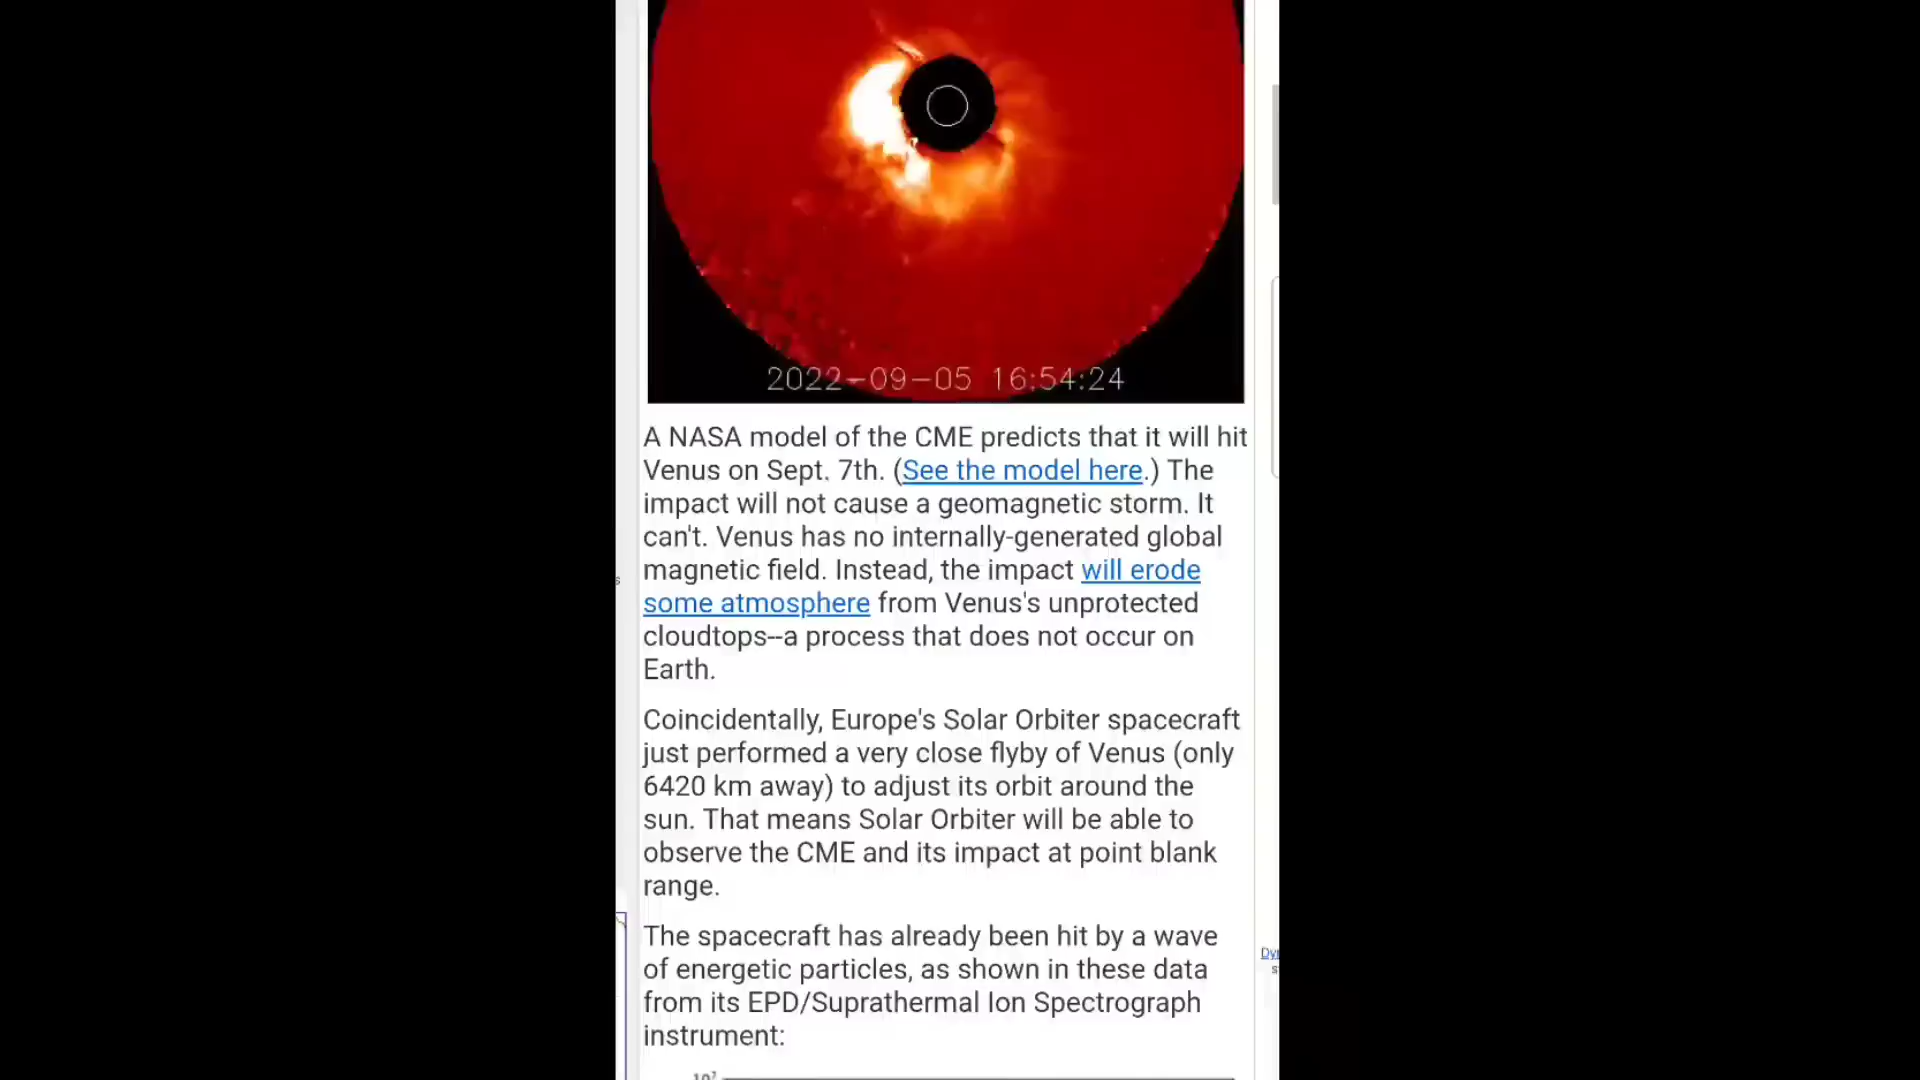 2022-09-05 16:54:24
A NASA model of the CME predicts that it will hit
Venus on Sept. 7th. (See the model here.) The
impact will not cause a geomagnetic storm. It
can't. Venus has no internally-generated global
magnetic field. Instead, the impact will erode
some atmosphere from Venus's unprotected
cloudtops--a process that does not occur on
Earth.
Coincidentally, Europe's Solar Orbiter spacecraft
just performed a very close flyby of Venus (only
6420 km away) to adjust its orbit around the
sun. That means Solar Orbiter will be able to
observe the CME and its impact at point blank
range.
The spacecraft has already been hit by a wave
of energetic particles, as shown in these data
from its EPD/Suprathermal Ion Spectrograph
instrument: